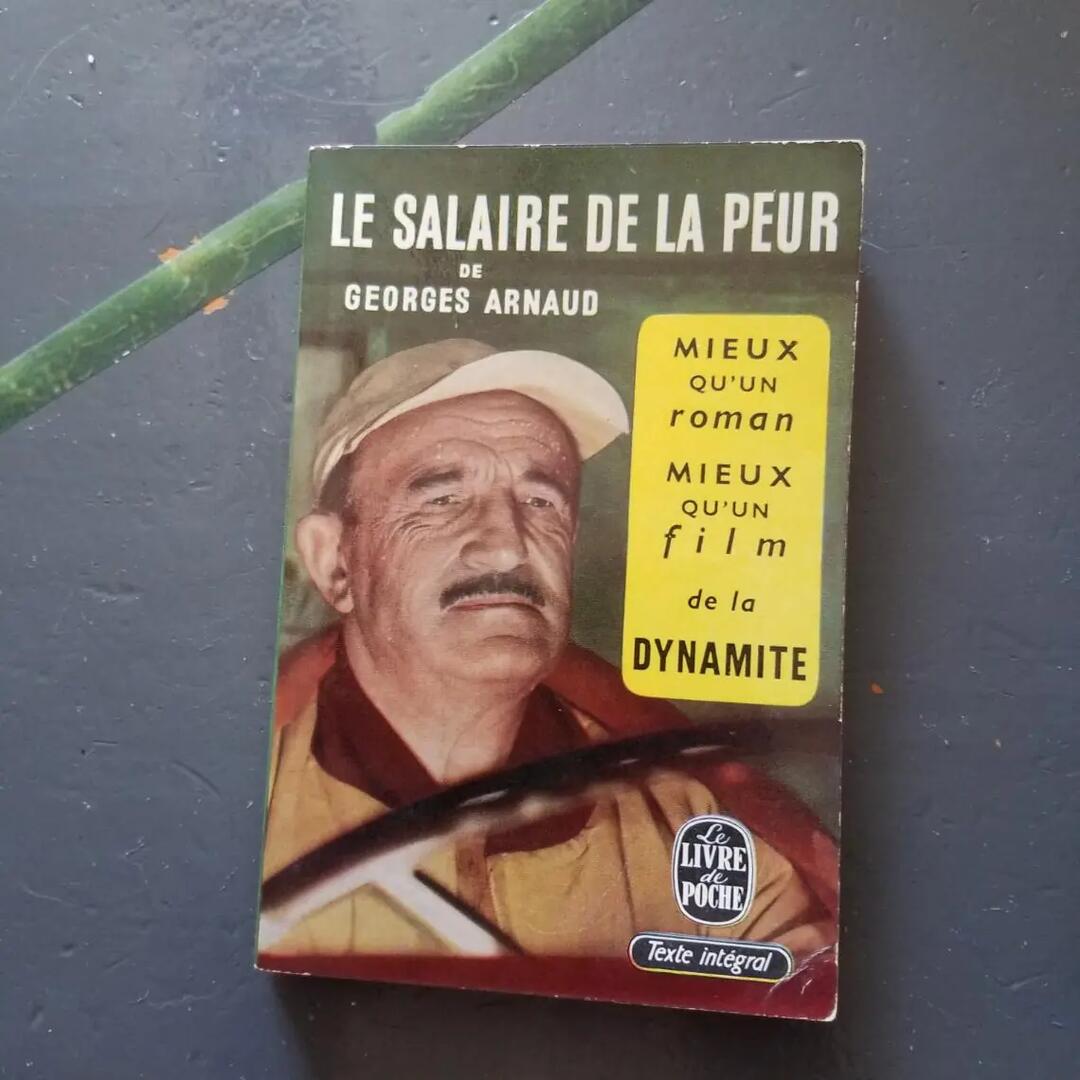 LE SALAIRE DE LA PEUR
DE
GEORGES ARNAUD
MIEUX
QU'UN
roman
MIEUX
QU'UN
film
de la
DYNAMITE
Le
LIVRE
de
POCHE
Texte intégral